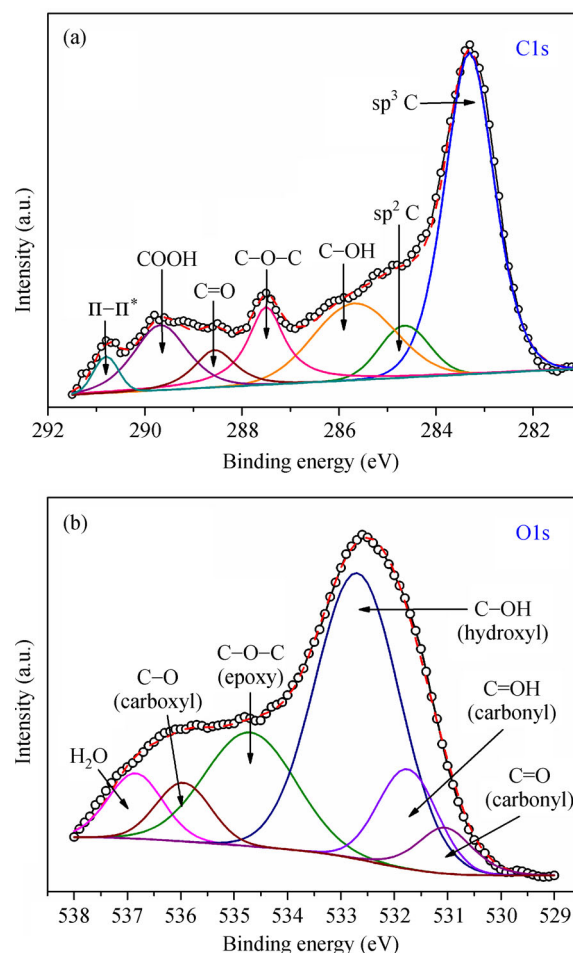 (a)
C1s
sp³ C
sp² C
C–OH
C–O–C
C=O
COOH
Π–Π*
Intensity (a.u.)
292 290 288 286 284 282
Binding energy (eV)
(b)
O1s
C–OH
(hydroxyl)
C–O–C
(epoxy)
C–O
(carboxyl)
H₂O
C=OH
(carbonyl)
C=O
(carbonyl)
Intensity (a.u.)
538 537 536 535 534 533 532 531 530 529
Binding energy (eV)